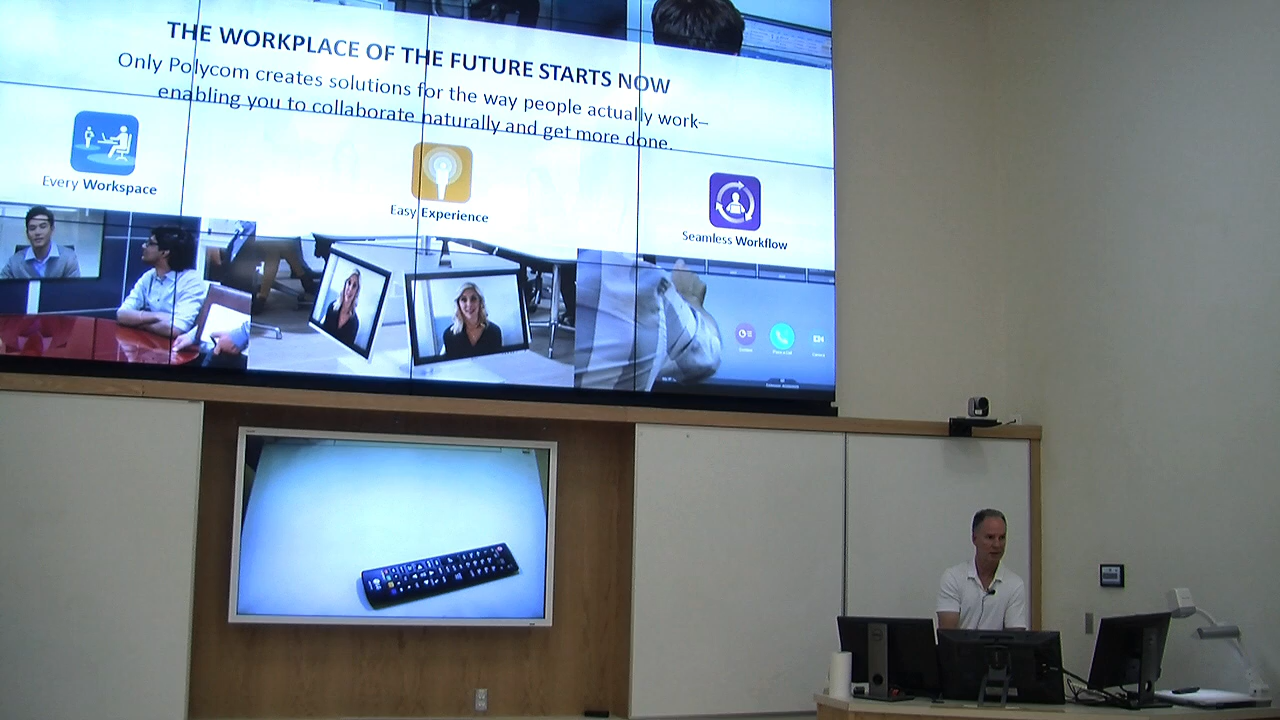 THE WORKPLACE OF THE FUTURE STARTS NOW
Only Polycom creates solutions for the way people actually work–
enabling you to collaborate naturally and get more done.
Every Workspace
Easy Experience
Seamless Workflow